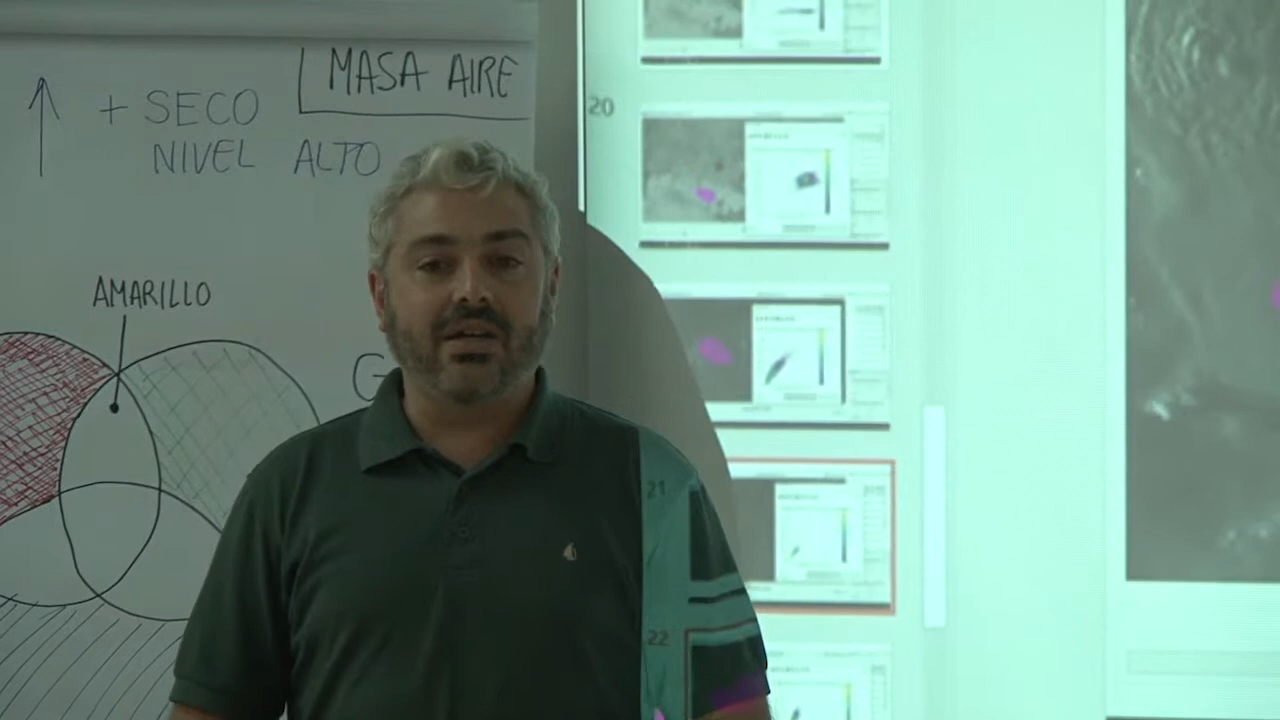 MASA AIRE
+ SECO
NIVEL ALTO
AMARILLO
G
20
21
22